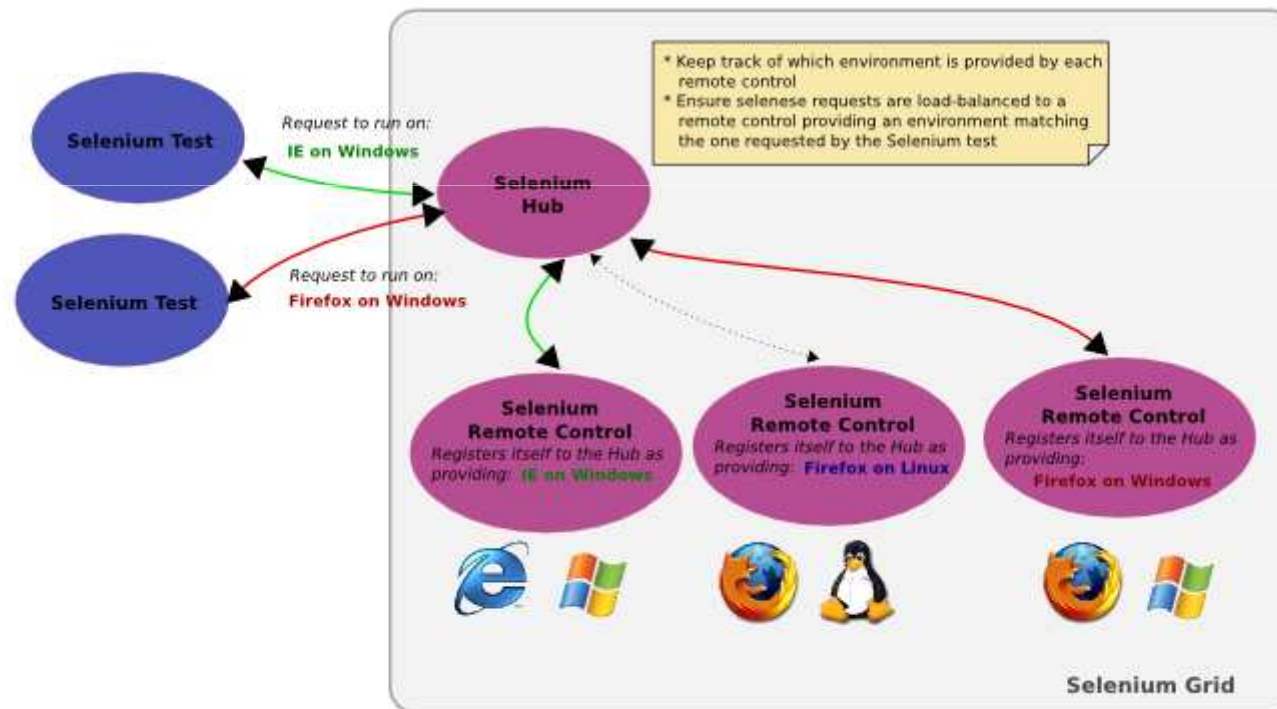 * Keep track of which environment is provided by each
remote control
* Ensure selenese requests are load-balanced to a
remote control providing an environment matching
the one requested by the Selenium test
Selenium Test
Request to run on:
IE on Windows
Selenium
Hub
Selenium Test
Request to run on:
Firefox on Windows
Selenium
Remote Control
Registers itself to the Hub as
providing: IE on Windows
Selenium
Remote Control
Registers itself to the Hub as
providing: Firefox on Linux
Selenium
Remote Control
Registers itself to the Hub as
providing:
Firefox on Windows
Selenium Grid